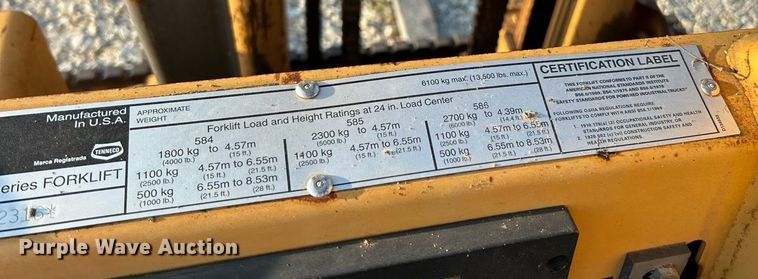 Manufactured
In U.S.A.
TENNECO
Marca Registrada
eries FORKLIFT
APPROXIMATE
WEIGHT
6100 kg max. (13,500 lbs. max.)
Forklift Load and Height Ratings at 24 in. Load Center
584
1800 kg to 4.57m
(4000 lb.) (15 ft.)
1100 kg 4.57m to 6.55m
(2500 lb.) (15 ft.) (21.5 ft.)
500 kg 6.55m to 8.53m
(1000 lb.) (21.5 ft.) (28 ft.)
585
2300 kg to 4.57m
(5000 lb.) (15 ft.)
1100 kg 4.57m to 6.55m
(2500 lb.) (15 ft.) (21.5 ft.)
586
2700 kg to 4.39m
(6000 lb.) (14.4 ft.)
1100 kg 4.57m to 6.55m
(2500 lb.) (15 ft.) (21.5 ft.)
500 kg 6.55m to 8.53m
(1000 lb.) (21.5 ft.) (28 ft.)
CERTIFICATION LABEL
THIS FORKLIFT CONFORMS TO PART II OF THE
AMERICAN NATIONAL STANDARDS INSTITUTE,
SAFETY STANDARDS FOR POWERED INDUSTRIAL TRUCKS
FOLLOWING OSHA REGULATIONS REQUIRE
FORKLIFTS TO COMPLY WITH ANSI
OCCUPATIONAL SAFETY AND HEALTH
STANDARDS FOR GENERAL INDUSTRY, OR
CONSTRUCTION SAFETY AND
HEALTH REGULATIONS.
Purple Wave Auction